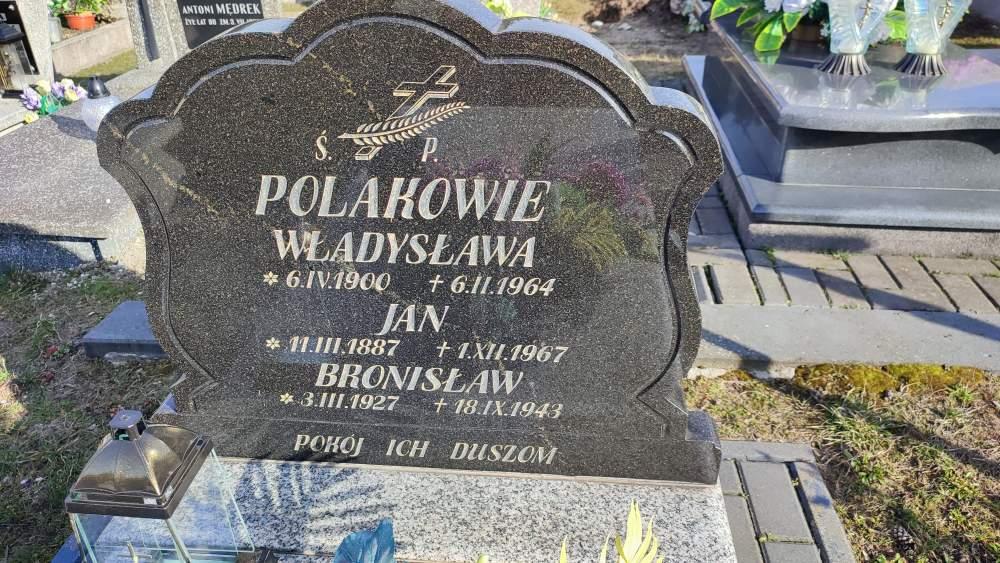 ANTONI MEDREK
Ś. P.
POLAKOWIE
WŁADYSŁAWA
* 6.IV.1900 + 6.II.1964
JAN
* 11.III.1887 + 1.XII.1967
BRONISŁAW
* 3.III.1927 + 18.IX.1943
POKÓJ ICH DUSZOM